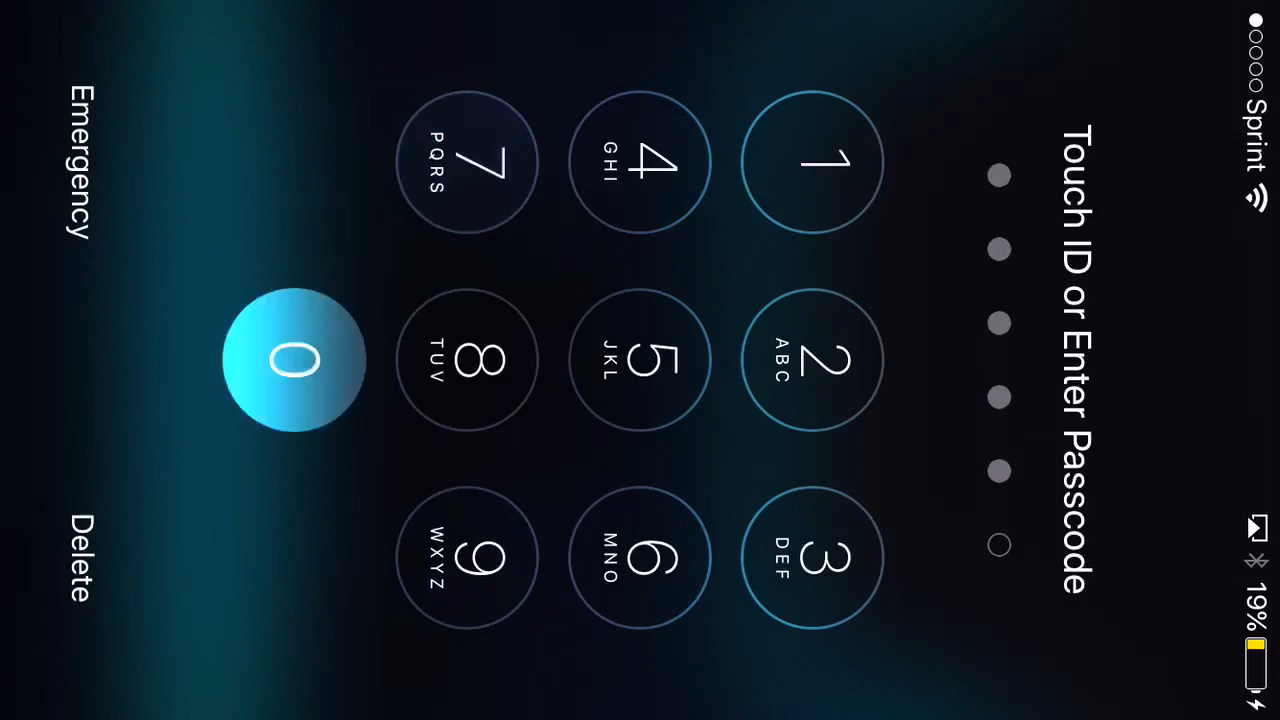 Sprint 19%
Touch ID or Enter Passcode
1 2 3
ABC DEF
4 5 6
GHI JKL MNO
7 8 9
PQRS TUV WXYZ
0
Emergency Delete